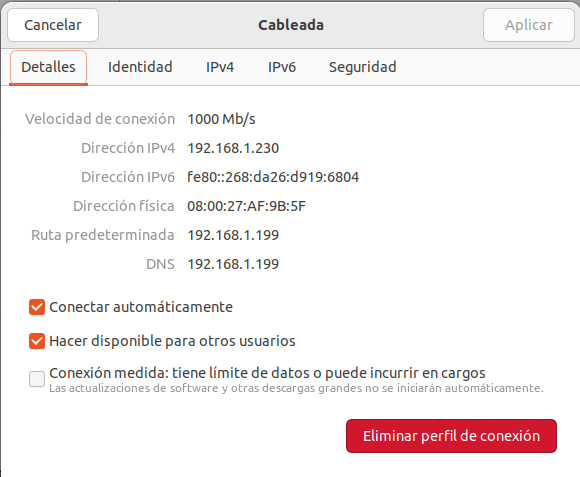 Cancelar Cableada Aplicar
Detalles Identidad IPv4 IPv6 Seguridad
Velocidad de conexión 1000 Mb/s
Dirección IPv4 192.168.1.230
Dirección IPv6 fe80::268:da26:d919:6804
Dirección física 08:00:27:AF:9B:5F
Ruta predeterminada 192.168.1.199
DNS 192.168.1.199
Conectar automáticamente
Hacer disponible para otros usuarios
Conexión medida: tiene límite de datos o puede incurrir en cargos
Las actualizaciones de software y otras descargas grandes no se iniciarán automáticamente.
Eliminar perfil de conexión